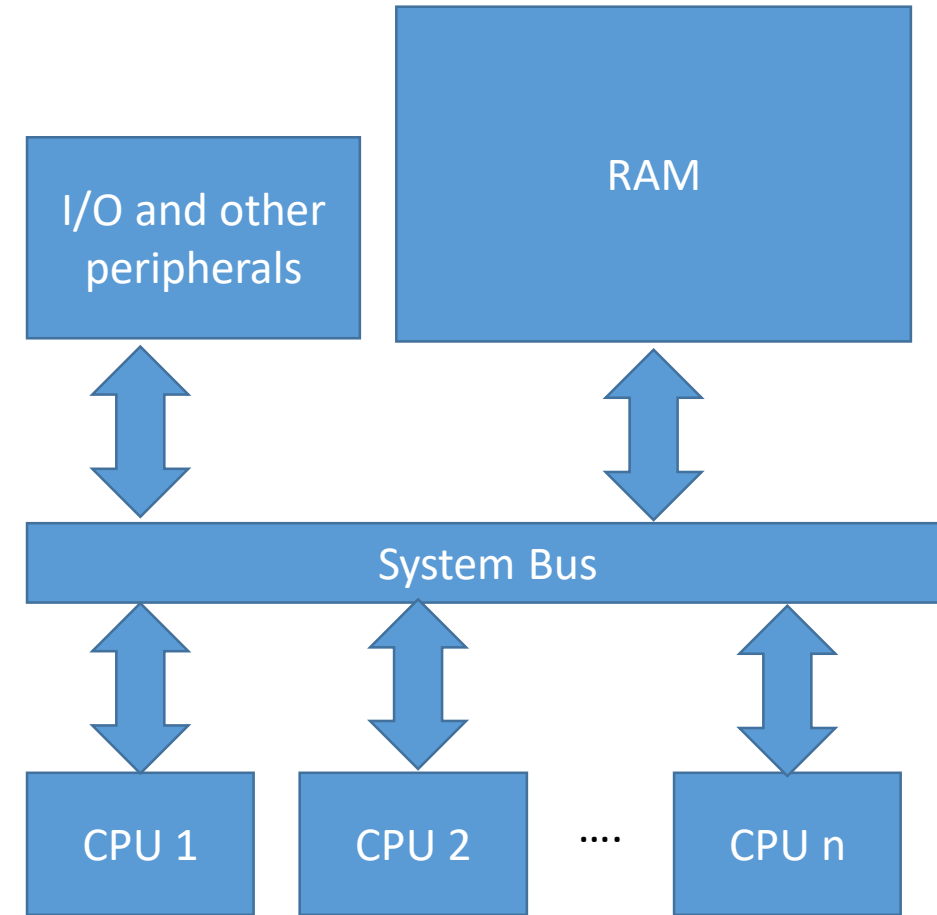 RAM
I/O and other
peripherals
System Bus
CPU 1
CPU 2
....
CPU n